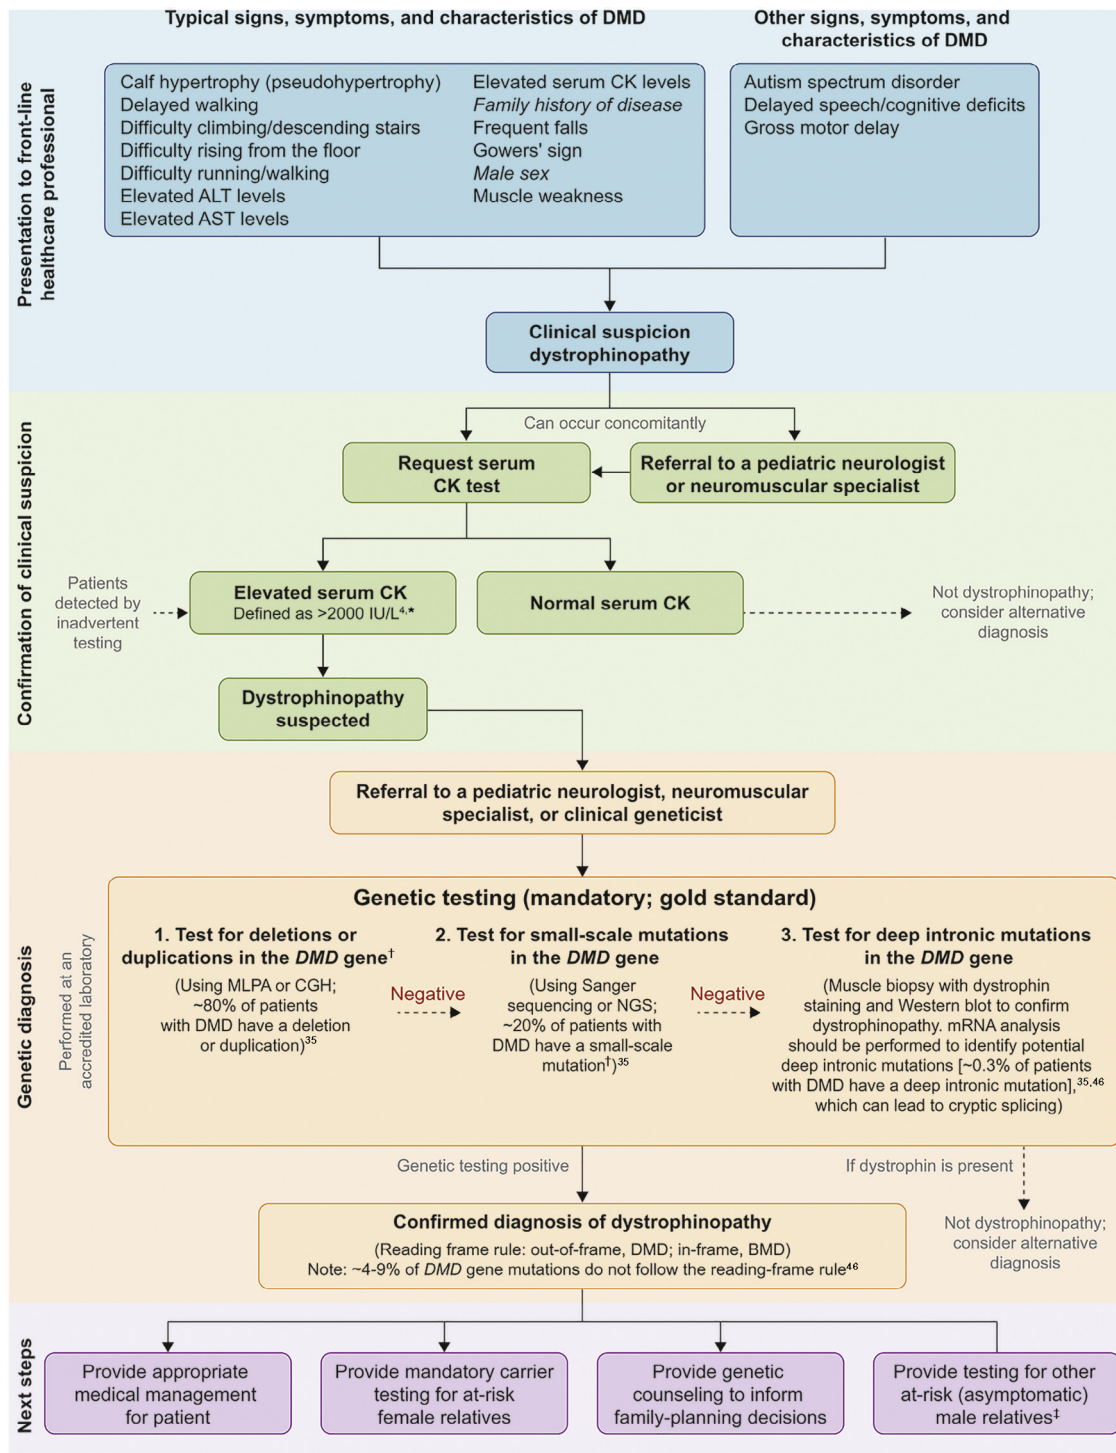 Typical signs, symptoms, and characteristics of DMD
Other signs, symptoms, and
characteristics of DMD
Presentation to front-line
healthcare professional
Calf hypertrophy (pseudohypertrophy)
Delayed walking
Difficulty climbing/descending stairs
Difficulty rising from the floor
Difficulty running/walking
Elevated ALT levels
Elevated AST levels
Elevated serum CK levels
Family history of disease
Frequent falls
Gowers' sign
Male sex
Muscle weakness
Autism spectrum disorder
Delayed speech/cognitive deficits
Gross motor delay
Clinical suspicion
dystrophinopathy
Confirmation of clinical suspicion
Can occur concomitantly
Request serum
CK test
Referral to a pediatric neurologist
or neuromuscular specialist
Patients
detected by
inadvertent
testing
Elevated serum CK
Defined as >2000 IU/L⁴,*
Normal serum CK
Not dystrophinopathy;
consider alternative
diagnosis
Dystrophinopathy
suspected
Genetic diagnosis
Referral to a pediatric neurologist, neuromuscular
specialist, or clinical geneticist
Performed at an
accredited laboratory
Genetic testing (mandatory; gold standard)
1. Test for deletions or
duplications in the DMD gene†
(Using MLPA or CGH;
~80% of patients
with DMD have a deletion
or duplication)³⁵
Negative
2. Test for small-scale mutations
in the DMD gene
(Using Sanger
sequencing or NGS;
~20% of patients with
DMD have a small-scale
mutation†)³⁵
Negative
3. Test for deep intronic mutations
in the DMD gene
(Muscle biopsy with dystrophin
staining and Western blot to confirm
dystrophinopathy. mRNA analysis
should be performed to identify potential
deep intronic mutations [~0.3% of patients
with DMD have a deep intronic mutation],³⁵,⁴⁶
which can lead to cryptic splicing)
Genetic testing positive
If dystrophin is present
Confirmed diagnosis of dystrophinopathy
(Reading frame rule: out-of-frame, DMD; in-frame, BMD)
Note: ~4-9% of DMD gene mutations do not follow the reading-frame rule⁴⁶
Not dystrophinopathy;
consider alternative
diagnosis
Next steps
Provide appropriate
medical management
for patient
Provide mandatory carrier
testing for at-risk
female relatives
Provide genetic
counseling to inform
family-planning decisions
Provide testing for other
at-risk (asymptomatic)
male relatives‡